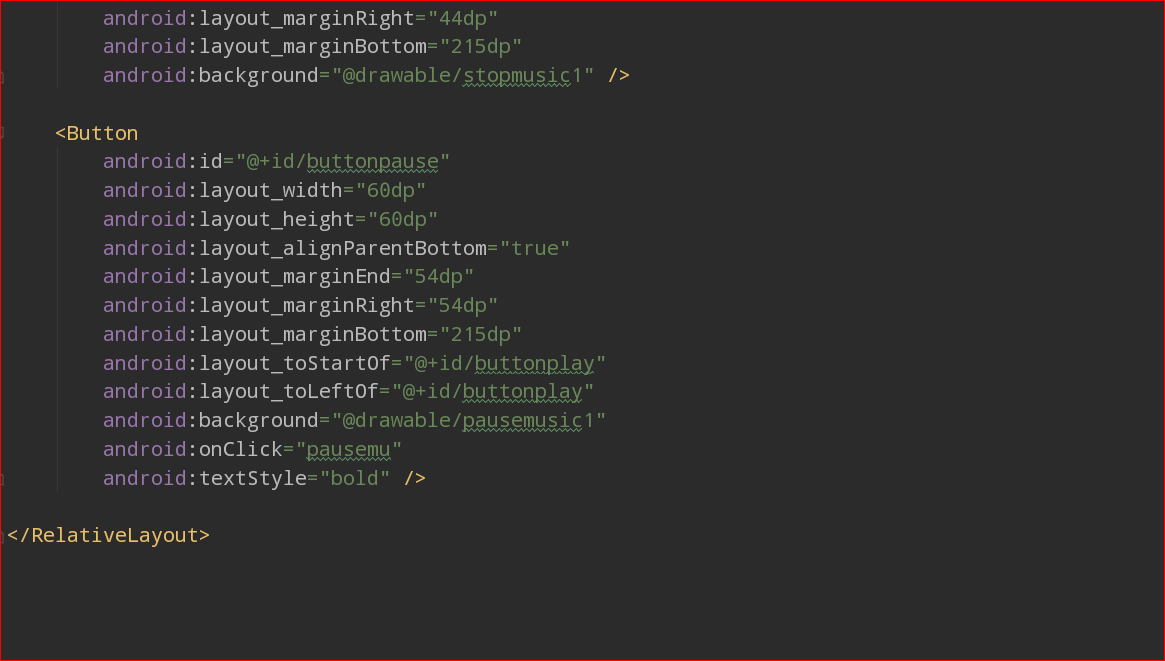 android:layout_marginRight="44dp"
android:layout_marginBottom="215dp"
android:background="@drawable/stopmusic1" />
<Button
android:id="@+id/buttonpause"
android:layout_width="60dp"
android:layout_height="60dp"
android:layout_alignParentBottom="true"
android:layout_marginEnd="54dp"
android:layout_marginRight="54dp"
android:layout_marginBottom="215dp"
android:layout_toStartOf="@+id/buttonplay"
android:layout_toLeftOf="@+id/buttonplay"
android:background="@drawable/pausemusic1"
android:onClick="pausemu"
android:textStyle="bold" />
</RelativeLayout>